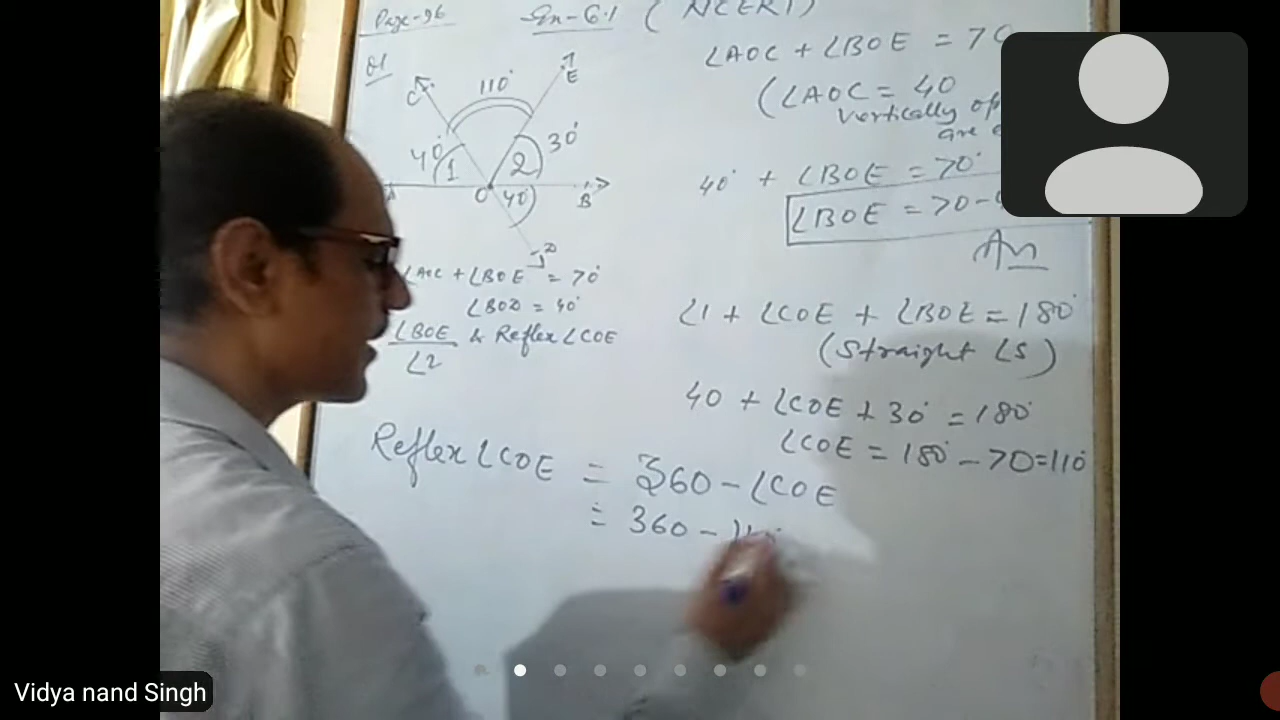 Page-96 Ex-6.1 (NCERT)
Q1
C
110°
E
40°
1
2
30°
A
O
40°
B
D
∠AOC + ∠BOE = 70°
∠BOD = 40°
∠BOE & Reflex ∠COE
∠2
∠AOC + ∠BOE = 70
(∠AOC = 40
Vertically
are
40° + ∠BOE = 70°
∠BOE = 70-
An
∠1 + ∠COE + ∠BOE = 180°
(Straight ∠S)
40 + ∠COE + 30° = 180°
∠COE = 180° - 70 = 110°
Reflex ∠COE = 360 - ∠COE
= 360 - 110
Vidya nand Singh